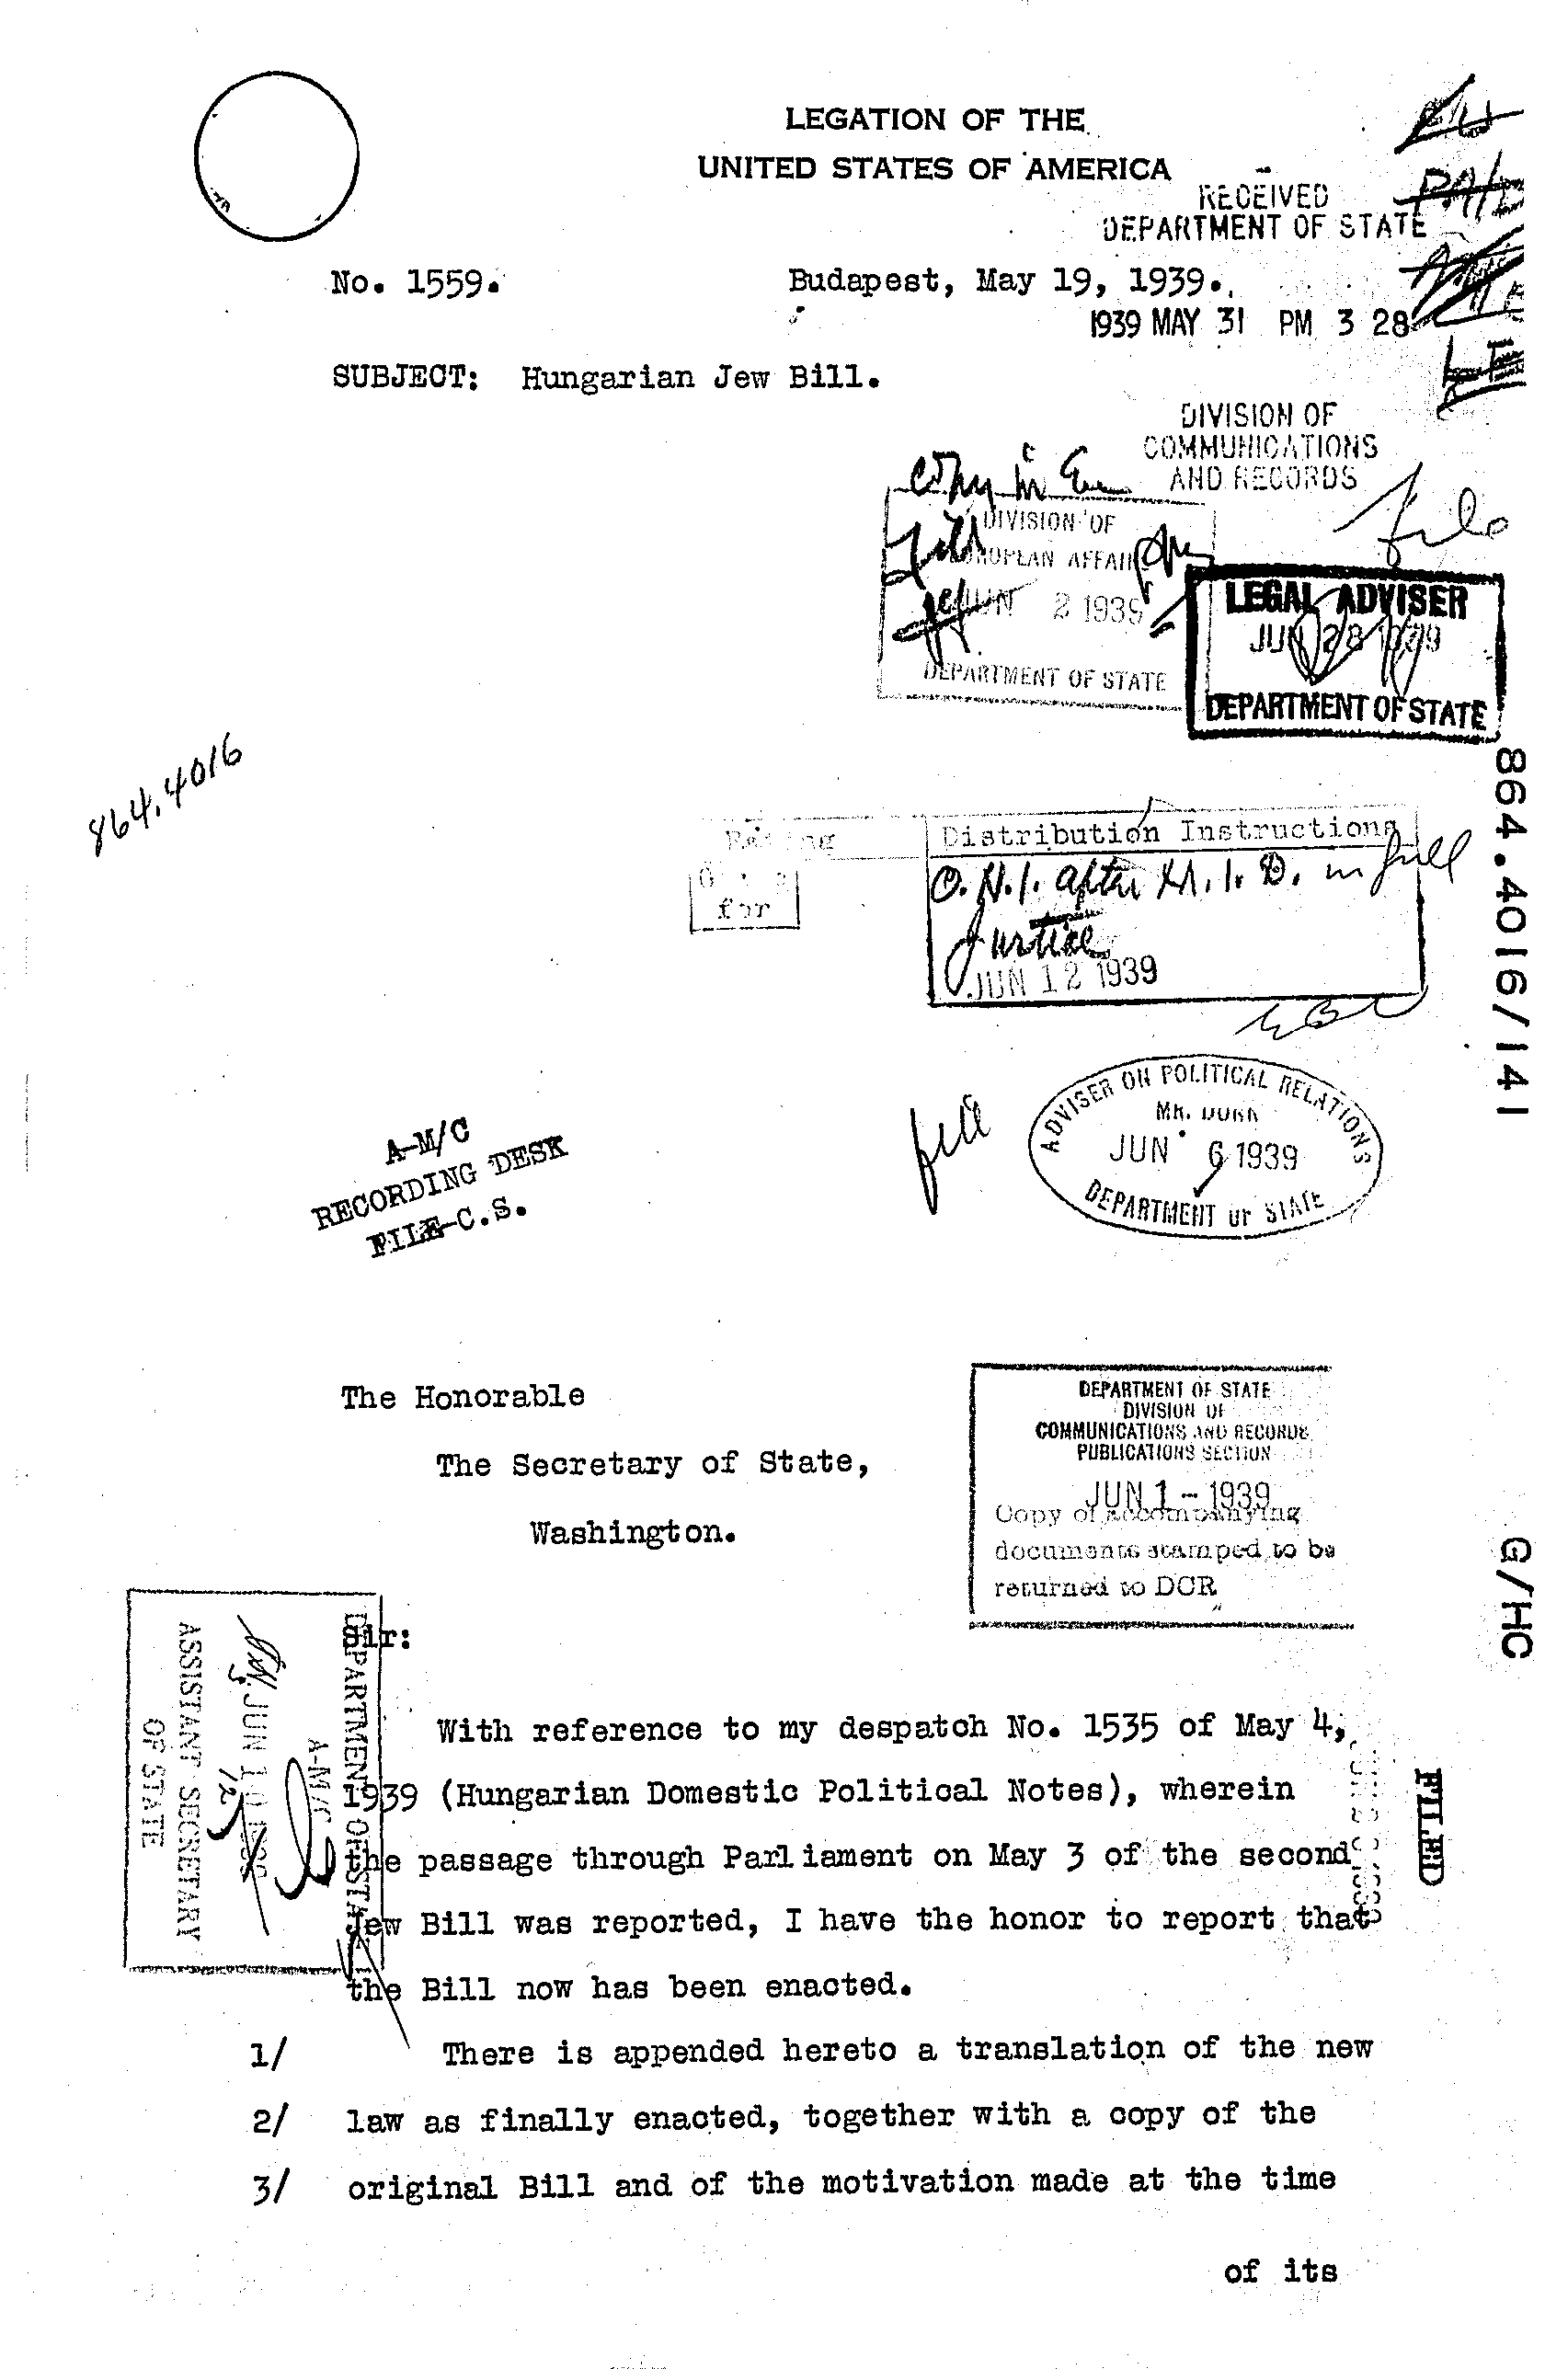 LEGATION OF THE
UNITED STATES OF AMERICA
RECEIVED
DEPARTMENT OF STATE
No. 1559.
Budapest, May 19, 1939.
1939 MAY 31 PM 3 28
SUBJECT: Hungarian Jew Bill.
DIVISION OF
COMMUNICATIONS
AND RECORDS
file
DIVISION OF
EUROPEAN AFFAIRS
JUN 2 1939
DEPARTMENT OF STATE
LEGAL ADVISER
JUN 28 1939
DEPARTMENT OF STATE
864.4016
864.4016/141
Distribution Instructions
O.N.I. after M.I.D. in full
for
Justice
JUN 12 1939
A-M/C
RECORDING DESK
FILE-C.S.
file
ADVISER ON POLITICAL RELATIONS
MR. DUNN
JUN 6 1939
DEPARTMENT OF STATE
The Honorable
The Secretary of State,
Washington.
DEPARTMENT OF STATE
DIVISION OF
COMMUNICATIONS AND RECORDS
PUBLICATIONS SECTION
JUN 1 - 1939
Copy of accompanying
documents stamped to be
returned to DCR
G/HC
DEPARTMENT OF STATE
A-M/C
ASSISTANT SECRETARY
OF STATE
Sir:
With reference to my despatch No. 1535 of May 4,
1939 (Hungarian Domestic Political Notes), wherein
the passage through Parliament on May 3 of the second
Jew Bill was reported, I have the honor to report that
the Bill now has been enacted.
FILED
1/ There is appended hereto a translation of the new
2/ law as finally enacted, together with a copy of the
3/ original Bill and of the motivation made at the time
of its